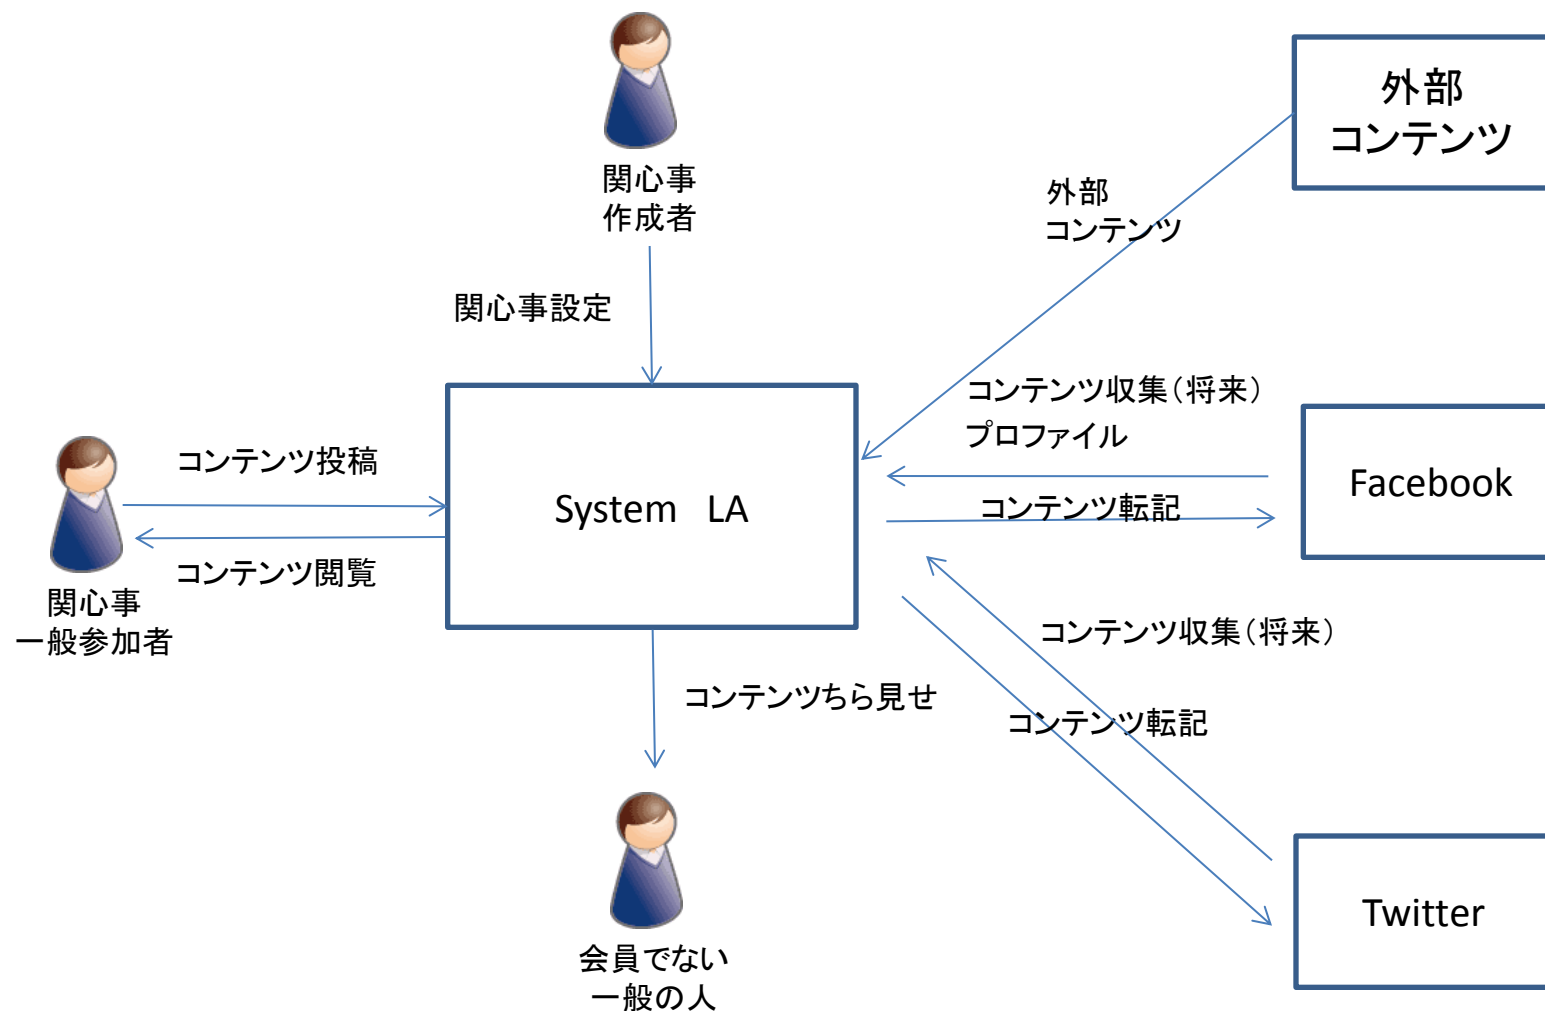 関心事
作成者
外部
コンテンツ
外部
コンテンツ
関心事設定
コンテンツ収集（将来）
プロファイル
コンテンツ投稿
System LA
Facebook
コンテンツ転記
コンテンツ閲覧
関心事
一般参加者
コンテンツ収集（将来）
コンテンツちら見せ
コンテンツ転記
Twitter
会員でない
一般の人